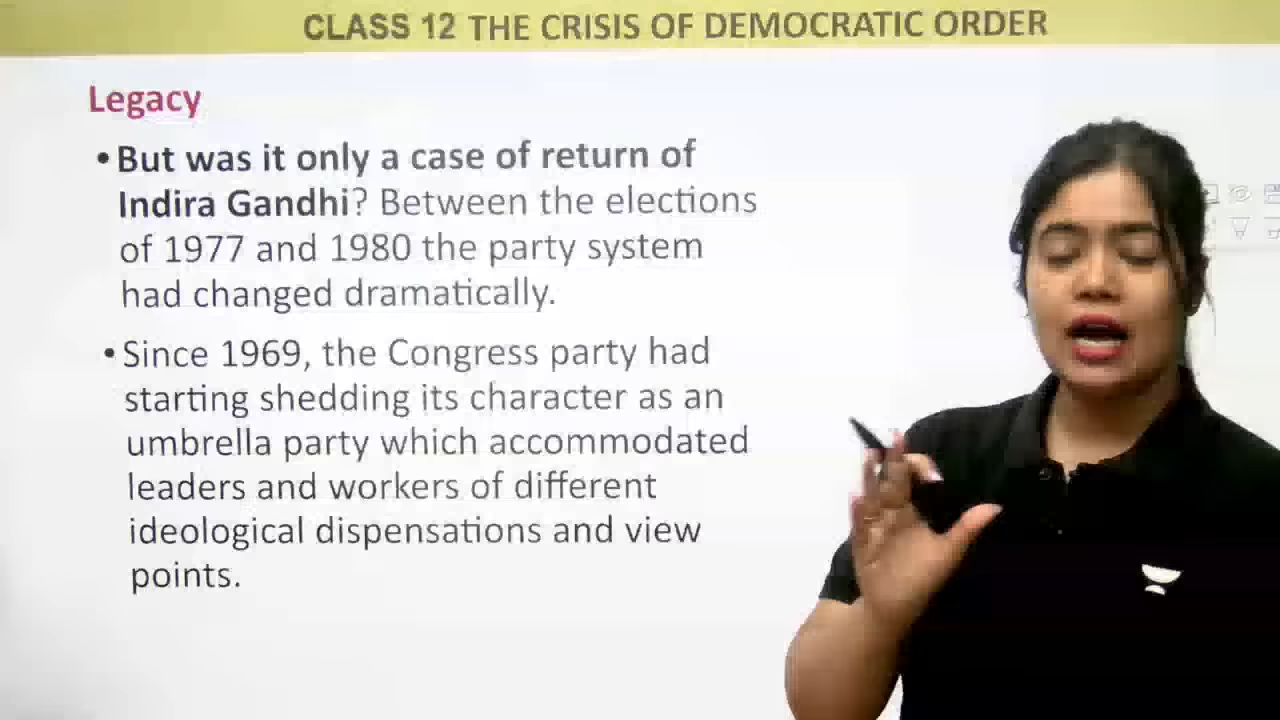 CLASS 12 THE CRISIS OF DEMOCRATIC ORDER
Legacy
•But was it only a case of return of
Indira Gandhi? Between the elections
of 1977 and 1980 the party system
had changed dramatically.
•Since 1969, the Congress party had
starting shedding its character as an
umbrella party which accommodated
leaders and workers of different
ideological dispensations and view
points.